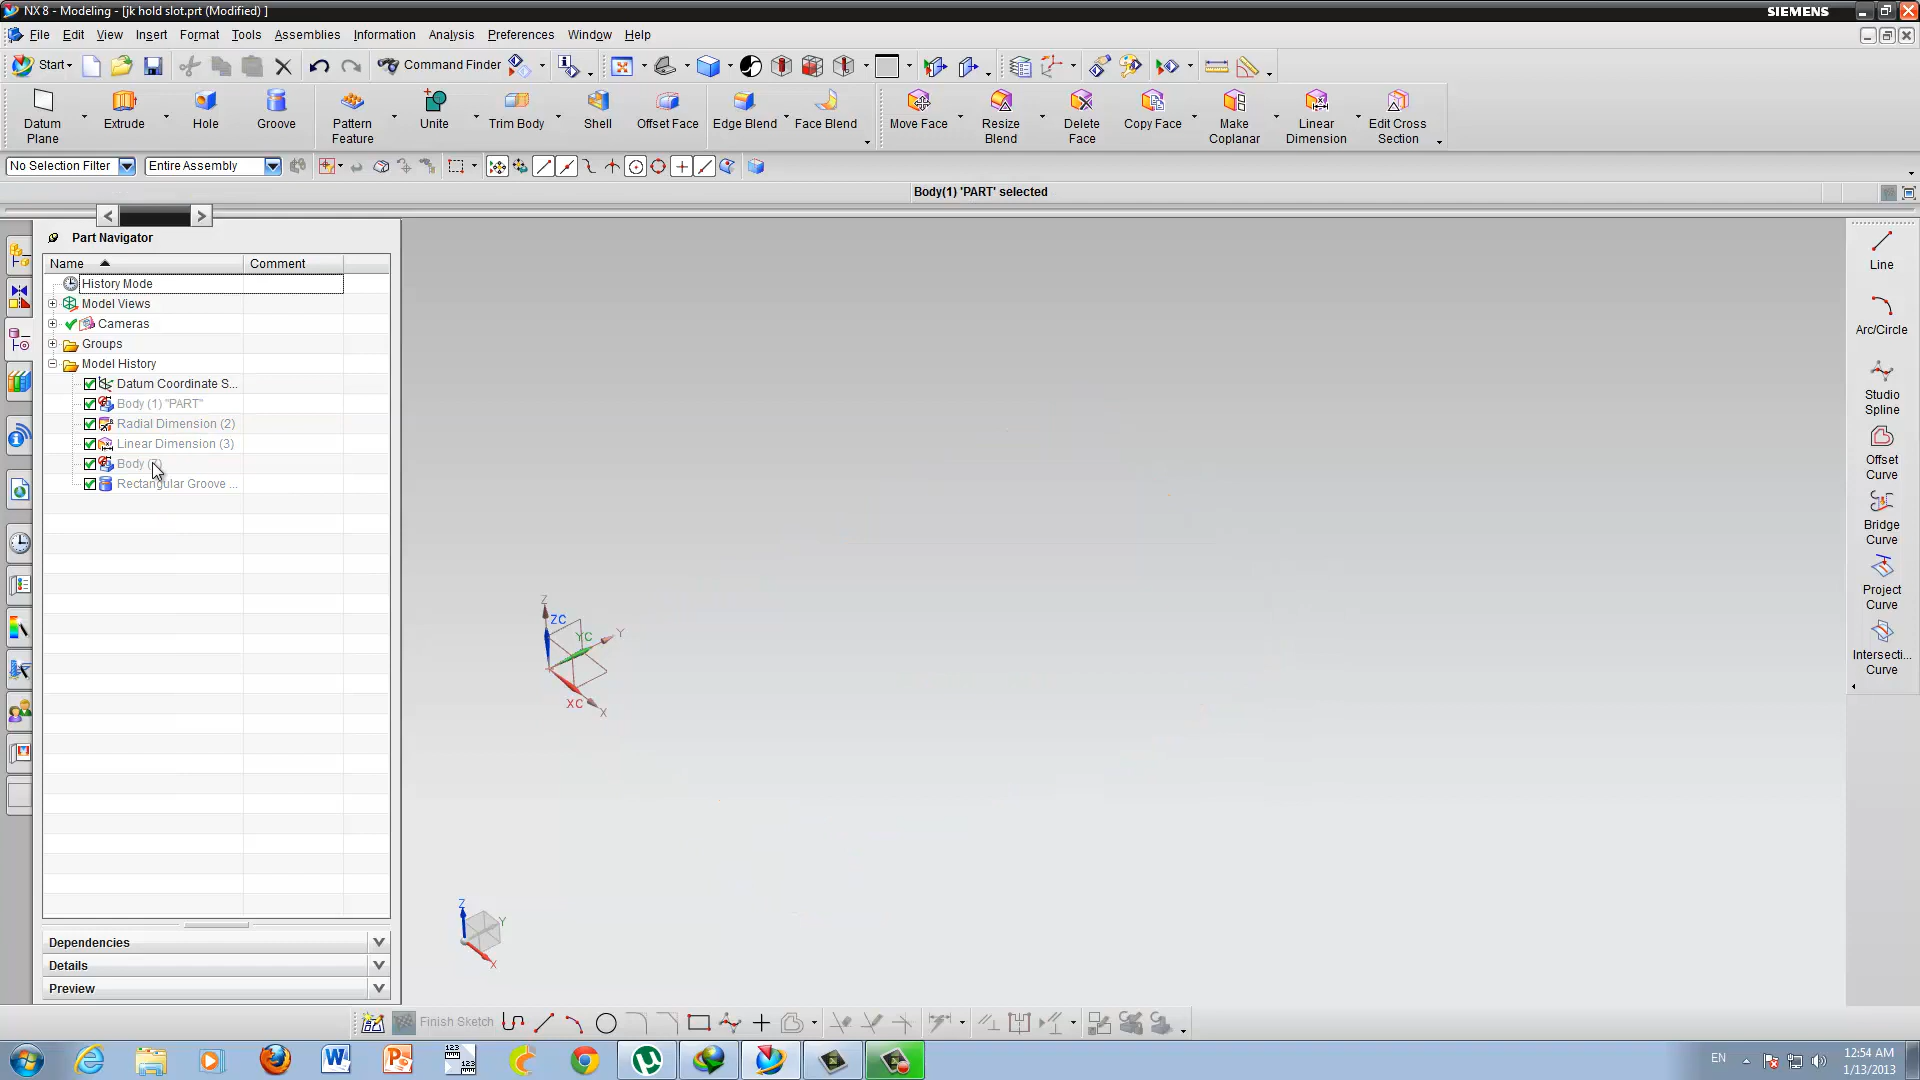 NX 8 - Modeling - [jk hold slot.prt (Modified) ]
SIEMENS
File Edit View Insert Format Tools Assemblies Information Analysis Preferences Window Help
Start Command Finder
Datum Plane
Extrude
Hole
Groove
Pattern Feature
Unite
Trim Body
Shell
Offset Face
Edge Blend
Face Blend
Move Face
Resize Blend
Delete Face
Copy Face
Make Coplanar
Linear Dimension
Edit Cross Section
No Selection Filter
Entire Assembly
Body(1) 'PART' selected
Part Navigator
Name Comment
History Mode
Model Views
Cameras
Groups
Model History
Datum Coordinate S...
Body (1) "PART"
Radial Dimension (2)
Linear Dimension (3)
Body
Rectangular Groove ...
Dependencies
Details
Preview
Z
ZC
YC
Y
XC
X
Z
Y
X
Line
Arc/Circle
Studio Spline
Offset Curve
Bridge Curve
Project Curve
Intersecti... Curve
Finish Sketch
EN
12:54 AM
1/13/2013